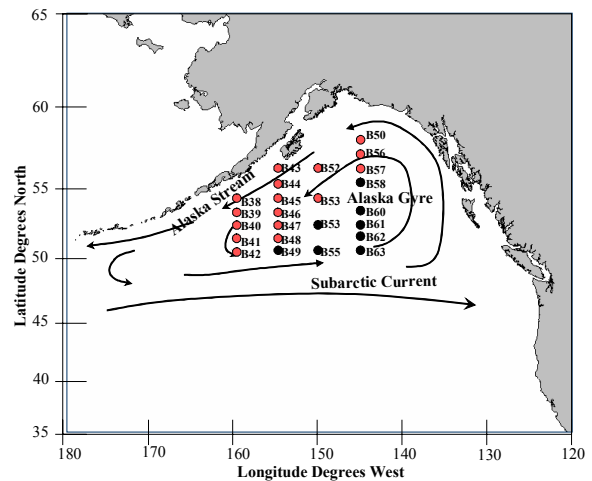 65
60
55
50
45
40
35
Latitude Degrees North
B50
B56
B43
B52
B57
B44
B58
Alaska Stream
B38
B45
B53
Alaska Gyre
B39
B46
B60
B40
B47
B53
B61
B41
B48
B62
B42
B49
B55
B63
Subarctic Current
180
170
160
150
140
130
120
Longitude Degrees West